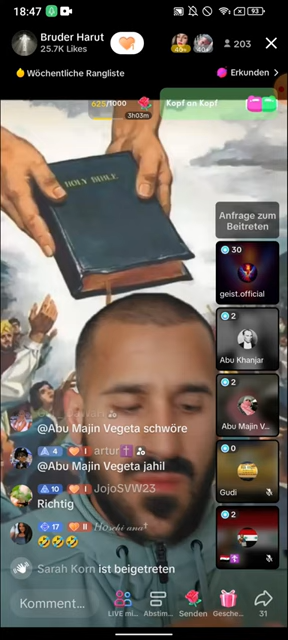 18:47
93
Bruder Harut
25.7K Likes
203
Wöchentliche Rangliste
Erkunden >
625/1000
3h03m
Kopf an Kopf
HOLY BIBLE
Anfrage zum
Beitreten
30
geist.official
2
Abu Khanjar
2
Abu Majin V...
0
Gudi
2
@Abu Majin Vegeta schwöre
4 I artur
@Abu Majin Vegeta jahil
10 I JojoSVW23
Richtig
17 II
🤣🤣🤣
Sarah Korn ist beigetreten
Kommentˑˑˑ
LIVE mi...
Abstim...
Senden
Gesche...
31